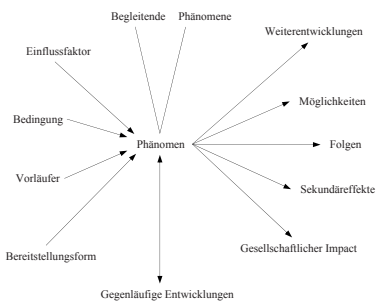 Begleitende Phänomene
Weiterentwicklungen
Einflussfaktor
Möglichkeiten
Bedingung
Phänomen
Folgen
Vorläufer
Sekundäreffekte
Gesellschaftlicher Impact
Bereitstellungsform
Gegenläufige Entwicklungen